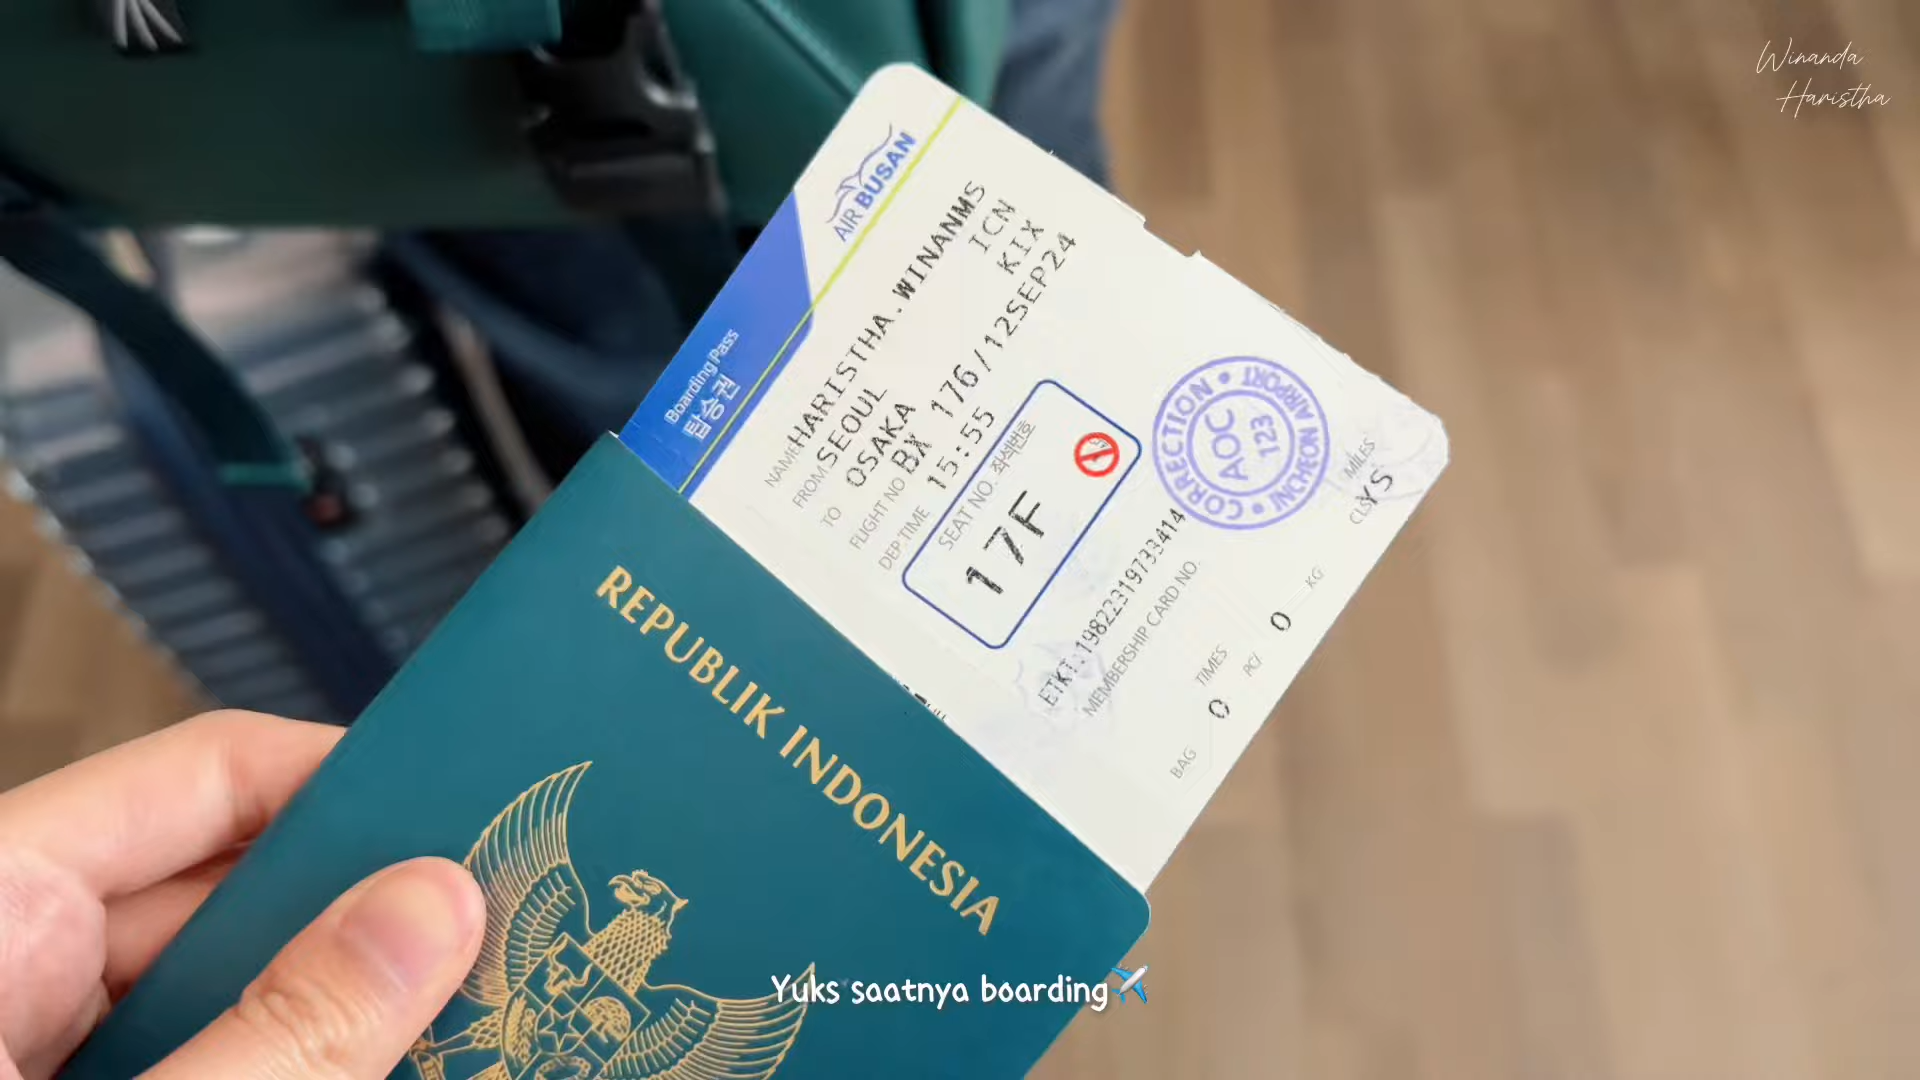 Winanda
Haristha
AIR BUSAN
Boarding Pass
탑승권
NAME HARISTHA.WINANMS
FROM SEOUL ICN
TO OSAKA KIX
FLIGHT NO BX 176/12SEP24
DEP.TIME 15:55
SEAT NO. 좌석번호
17F
CORRECTION
AOC
123
INCHEON AIRPORT
ETKT:19822319733414
MEMBERSHIP CARD NO.
MILES
CLS YS
BAG 0 TIMES
PC/ 0 KG
REPUBLIK INDONESIA
Yuks saatnya boarding✈️